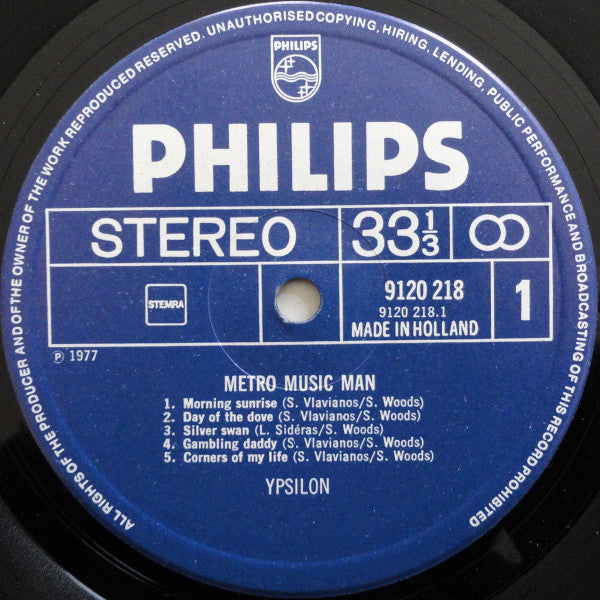 ALL RIGHTS OF THE PRODUCER AND OF THE OWNER OF THE WORK REPRODUCED RESERVED. UNAUTHORISED COPYING, HIRING, LENDING, PUBLIC PERFORMANCE AND BROADCASTING OF THIS RECORD PROHIBITED
PHILIPS
PHILIPS
STEREO 33 1/3
STEMRA
9120 218
9120 218.1
MADE IN HOLLAND
1
℗ 1977
METRO MUSIC MAN
1. Morning sunrise (S. Vlavianos/S. Woods)
2. Day of the dove (S. Vlavianos/S. Woods)
3. Silver swan (L. Sidéras/S. Woods)
4. Gambling daddy (S. Vlavianos/S. Woods)
5. Corners of my life (S. Vlavianos/S. Woods)
YPSILON